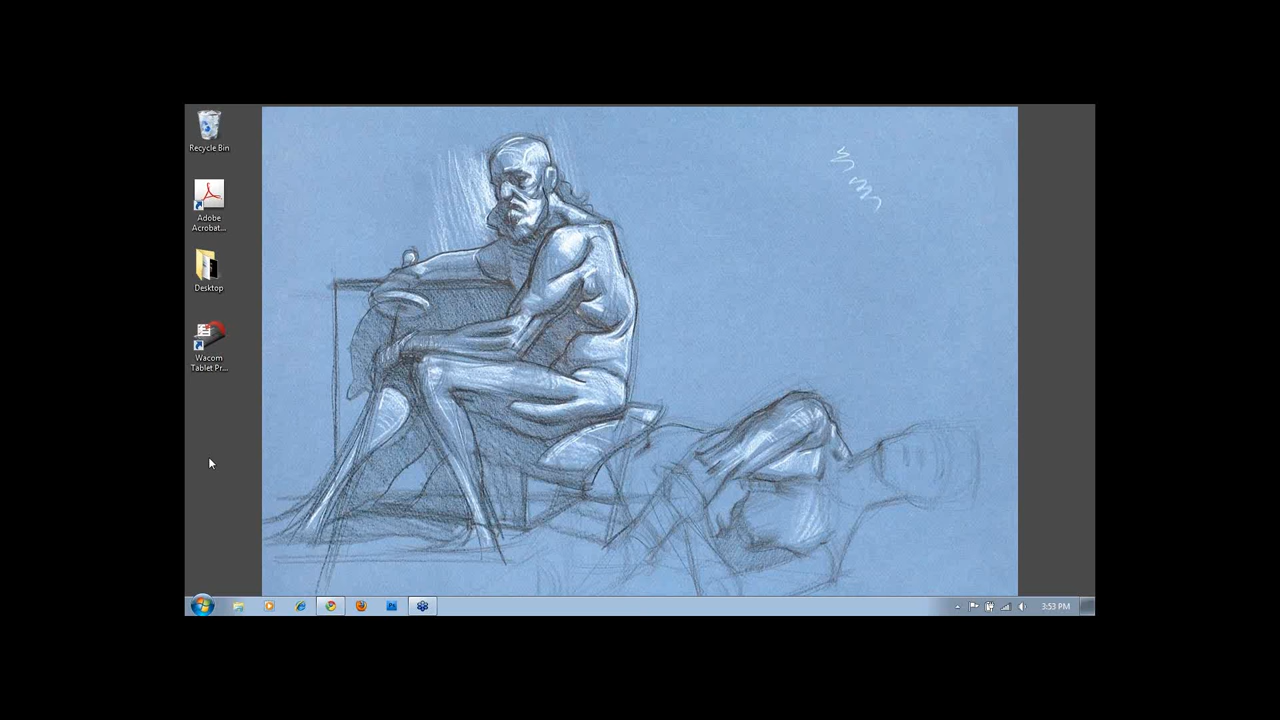 Recycle Bin
Adobe
Acrobat...
Desktop
Wacom
Tablet Pr...
3:53 PM